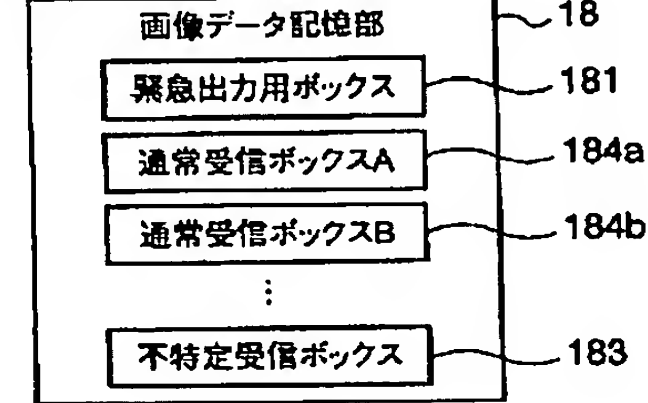 画像データ記憶部 18
緊急出力用ボックス 181
通常受信ボックスA 184a
通常受信ボックスB 184b
⋮
不特定受信ボックス 183